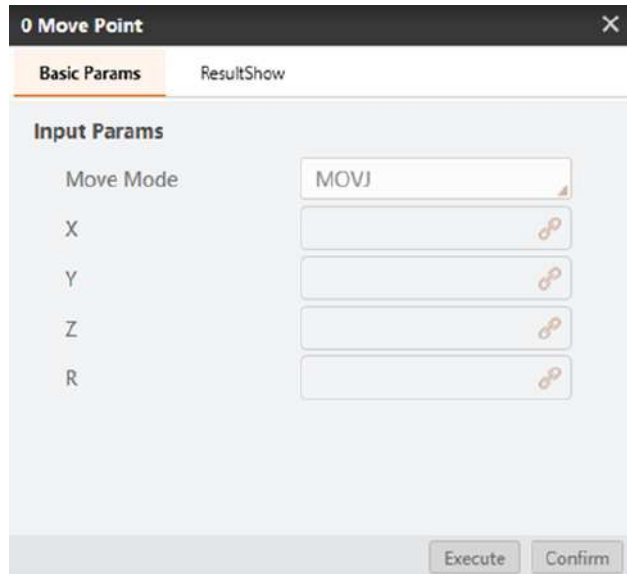 0 Move Point
Basic Params ResultShow
Input Params
Move Mode MOVJ
X
Y
Z
R
Execute Confirm